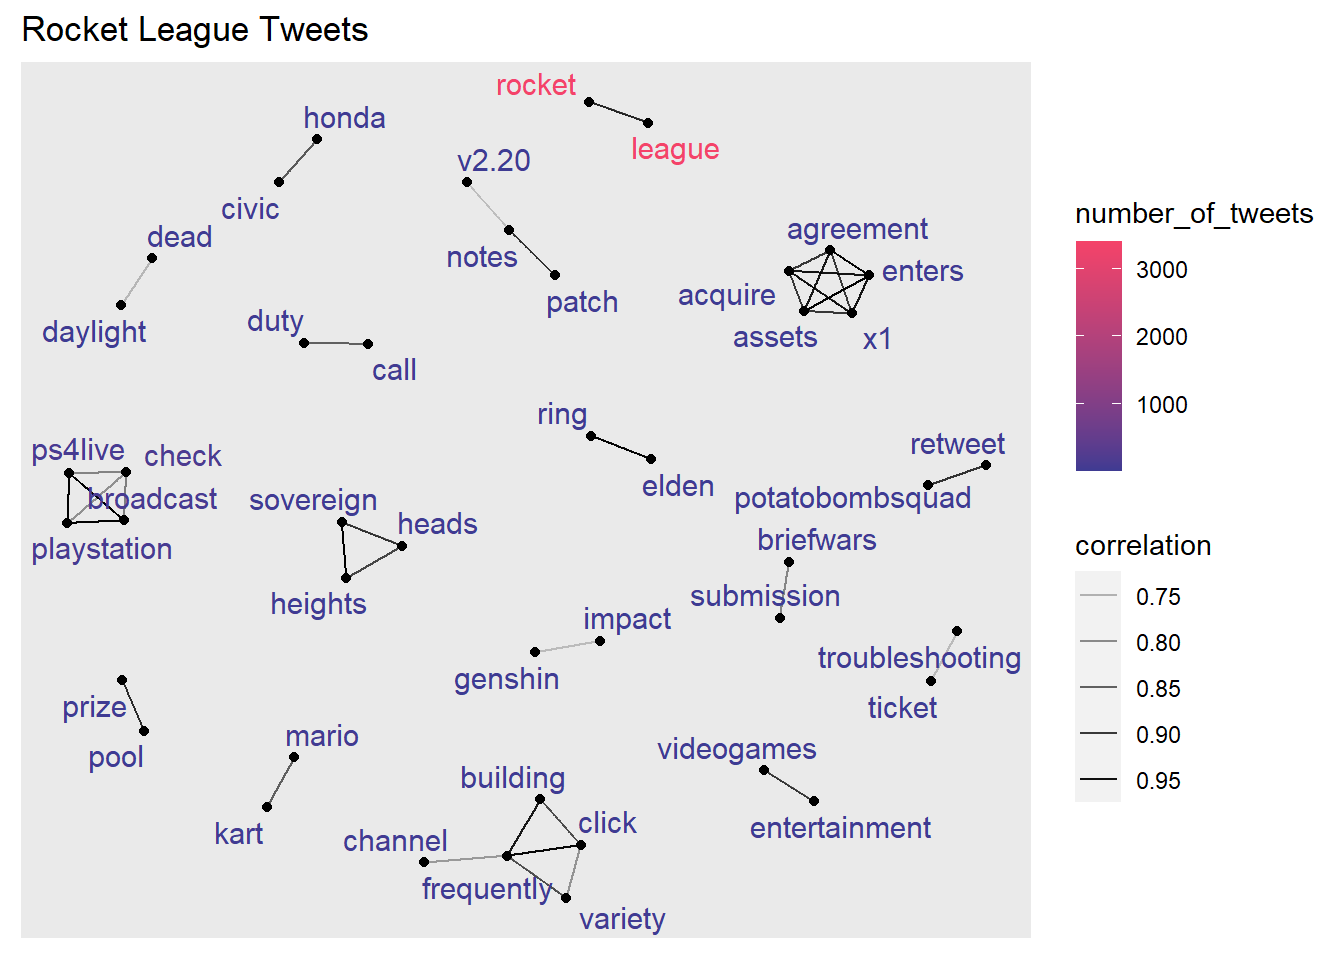 Rocket League Tweets
rocket
league
honda
civic
v2.20
notes
patch
dead
daylight
agreement
enters
acquire
assets
x1
duty
call
ring
elden
retweet
potatobombsquad
ps4live
check
broadcast
playstation
sovereign
heads
heights
briefwars
submission
impact
genshin
troubleshooting
ticket
prize
pool
mario
kart
videogames
entertainment
building
click
channel
frequently
variety
number_of_tweets
3000
2000
1000
correlation
0.75
0.80
0.85
0.90
0.95